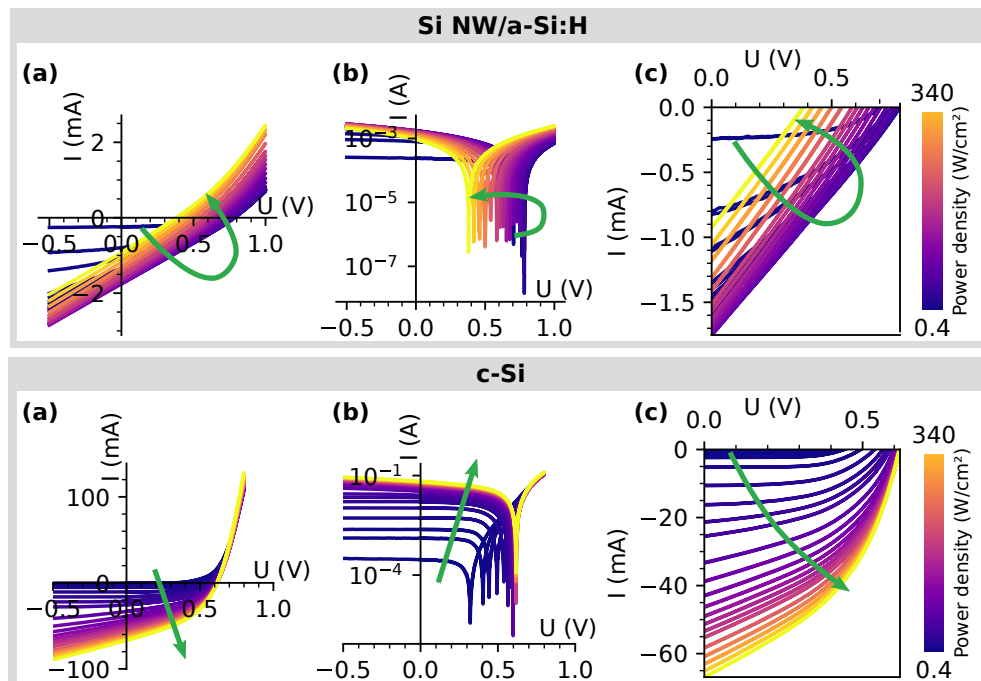 Si NW/a-Si:H
(a)
I (mA)
2
0
−2
−0.5
0.0
0.5
1.0
U (V)
(b)
I (A)
10⁻³
10⁻⁵
10⁻⁷
U (V)
−0.5
0.0
0.5
1.0
(c)
U (V)
0.0
0.5
I (mA)
0.0
−0.5
−1.0
−1.5
340
Power density (W/cm²)
0.4
c-Si
(a)
I (mA)
100
0
−100
−0.5
0.0
0.5
1.0
U (V)
(b)
I (A)
10⁻¹
10⁻⁴
U (V)
−0.5
0.0
0.5
1.0
(c)
U (V)
0.0
0.5
I (mA)
0
−20
−40
−60
340
Power density (W/cm²)
0.4